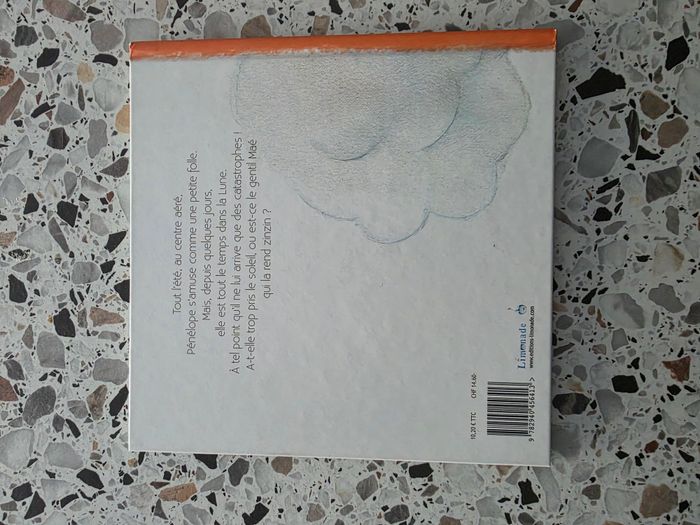 Tout l'été, au centre aéré,
Pénélope s'amuse comme une petite folle.
Mais, depuis quelques jours,
elle est tout le temps dans la Lune.
À tel point qu'il ne lui arrive que des catastrophes !
A-t-elle trop pris le soleil, ou est-ce le gentil Maé
qui la rend zinzin ?
10,20 € TTC CHF 14.60.-
9 782940 456413 >
Limonade
www.editions-limonade.com